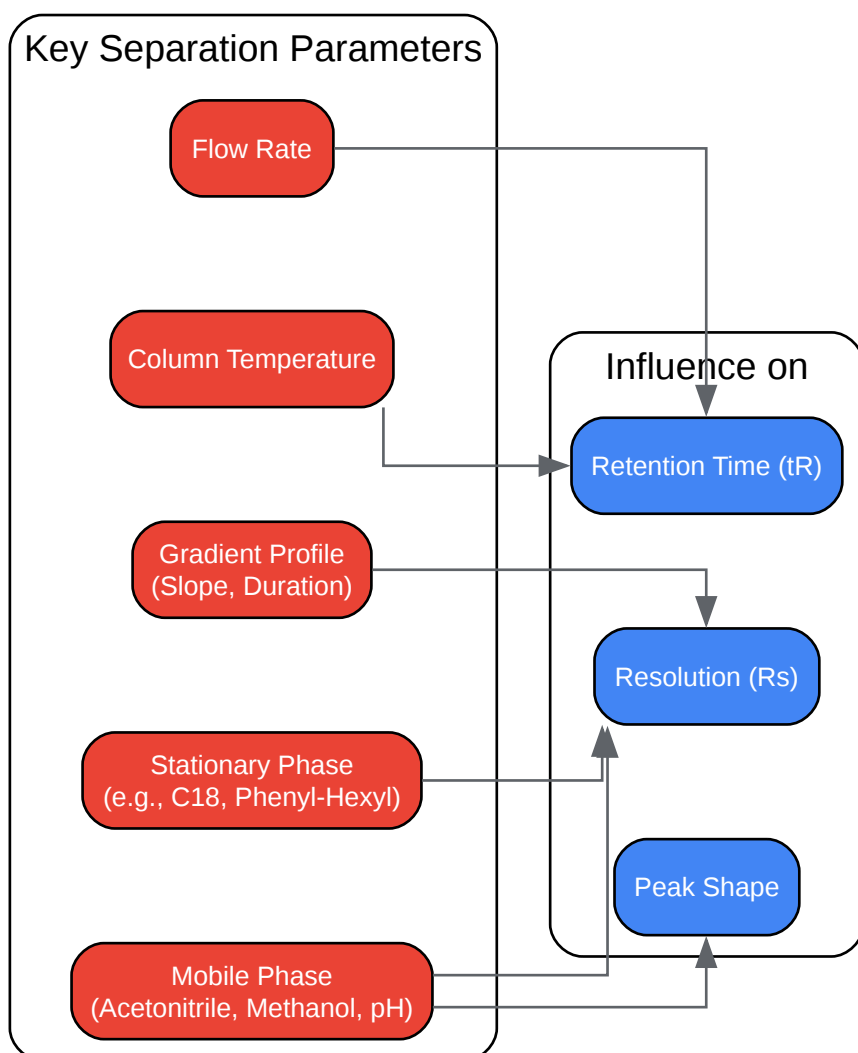 Key Separation Parameters
Flow Rate
Column Temperature
Gradient Profile
(Slope, Duration)
Stationary Phase
(e.g., C18, Phenyl-Hexyl)
Mobile Phase
(Acetonitrile, Methanol, pH)
Influence on
Retention Time (tR)
Resolution (Rs)
Peak Shape